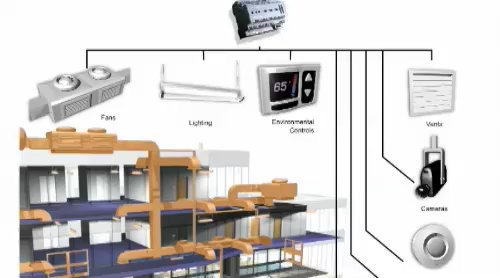 65°
Fans
Lighting
Environmental
Controls
Vents
Cameras